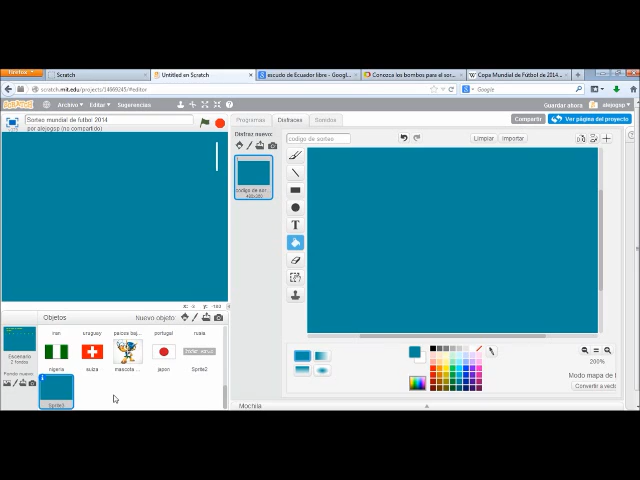 Firefox
Scratch
Untitled en Scratch
escudo de Ecuador libre - Googl...
Conozca los bombos para el sor...
Copa Mundial de Fútbol de 2014...
scratch.mit.edu/projects/14669245/#editor
Google
SCRATCH
Archivo
Editar
Sugerencias
Guardar ahora
alejogsp
Sorteo mundial de futbol 2014
por alejogsp (no compartido)
Programas
Disfraces
Sonidos
Compartir
Ver página del proyecto
Disfraz nuevo:
codigo de sorteo
Limpiar
Importar
codigo de sor...
480x360
T
x:
y:
Objetos
Nuevo objeto:
iran
uruguay
paises baj...
portugal
rusia
Escenario
2 fondos
nigeria
suiza
mascota ...
japon
Sprite2
Fondo nuevo:
Sprite3
200%
Modo mapa de
Convertir a vect
Mochila